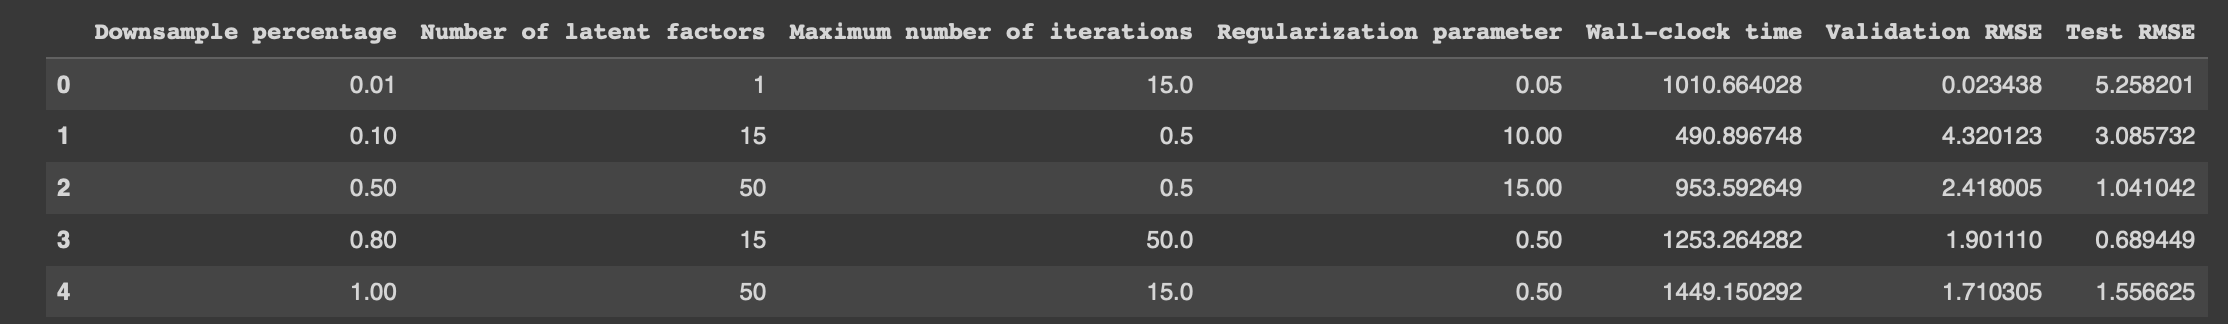 Downsample percentage Number of latent factors Maximum number of iterations Regularization parameter Wall-clock time Validation RMSE Test RMSE
0 0.01 1 15.0 0.05 1010.664028 0.023438 5.258201
1 0.10 15 0.5 10.00 490.896748 4.320123 3.085732
2 0.50 50 0.5 15.00 953.592649 2.418005 1.041042
3 0.80 15 50.0 0.50 1253.264282 1.901110 0.689449
4 1.00 50 15.0 0.50 1449.150292 1.710305 1.556625